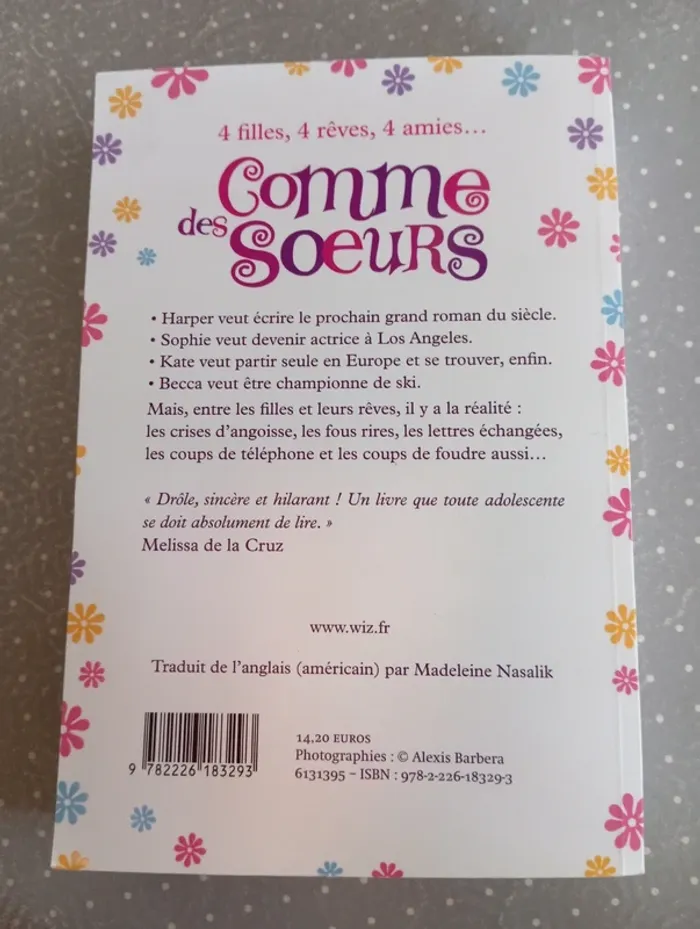 4 filles, 4 rêves, 4 amies...
Comme
des Soeurs
• Harper veut écrire le prochain grand roman du siècle.
• Sophie veut devenir actrice à Los Angeles.
• Kate veut partir seule en Europe et se trouver, enfin.
• Becca veut être championne de ski.
Mais, entre les filles et leurs rêves, il y a la réalité :
les crises d'angoisse, les fous rires, les lettres échangées,
les coups de téléphone et les coups de foudre aussi...
« Drôle, sincère et hilarant ! Un livre que toute adolescente
se doit absolument de lire. »
Melissa de la Cruz
www.wiz.fr
Traduit de l'anglais (américain) par Madeleine Nasalik
14,20 EUROS
Photographies : © Alexis Barbera
6131395 – ISBN : 978-2-226-18329-3
9 782226 183293